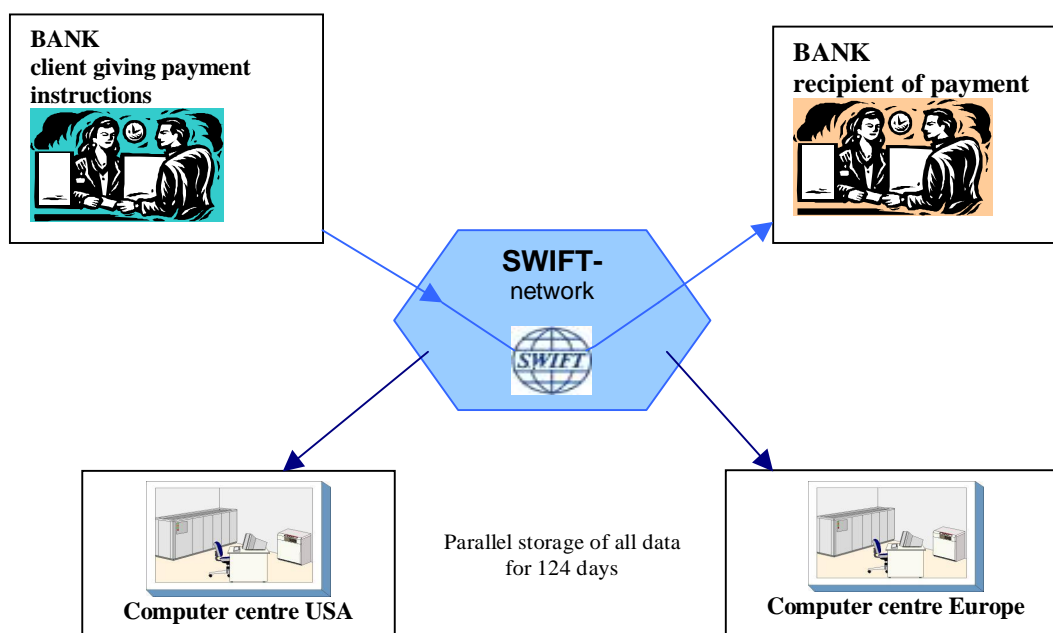 BANK
client giving payment
instructions
BANK
recipient of payment
SWIFT-
network
SWIFT
Parallel storage of all data
for 124 days
Computer centre USA
Computer centre Europe